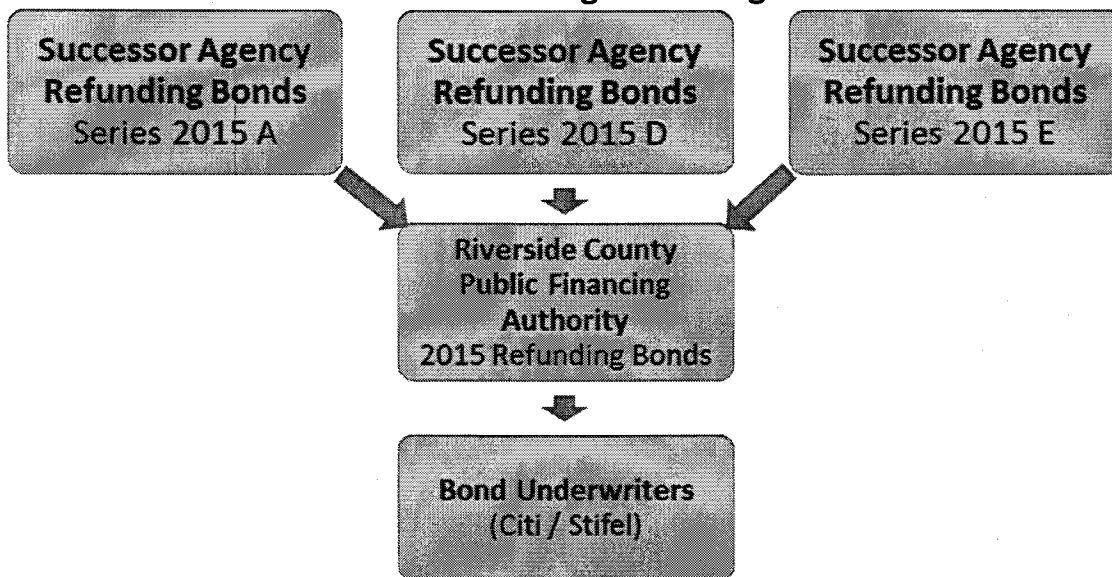 Successor Agency
Refunding Bonds
Series 2015 A
Successor Agency
Refunding Bonds
Series 2015 D
Successor Agency
Refunding Bonds
Series 2015 E
Riverside County
Public Financing
Authority
2015 Refunding Bonds
Bond Underwriters
(Citi / Stifel)